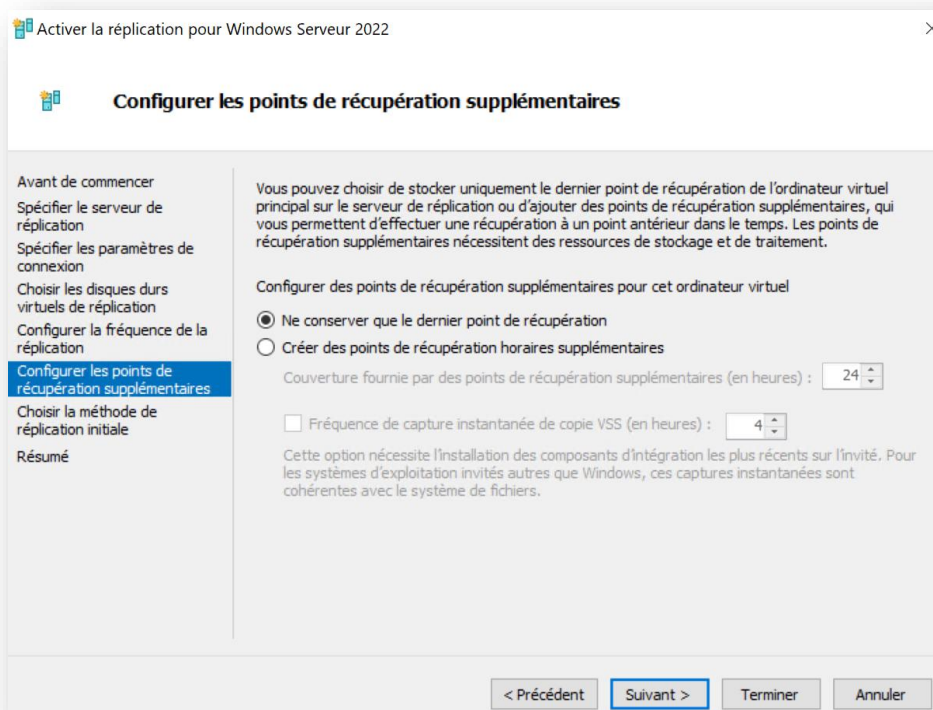 Activer la réplication pour Windows Serveur 2022
Configurer les points de récupération supplémentaires
Avant de commencer
Spécifier le serveur de
réplication
Spécifier les paramètres de
connexion
Choisir les disques durs
virtuels de réplication
Configurer la fréquence de la
réplication
Configurer les points de
récupération supplémentaires
Choisir la méthode de
réplication initiale
Résumé
Vous pouvez choisir de stocker uniquement le dernier point de récupération de l'ordinateur virtuel
principal sur le serveur de réplication ou d'ajouter des points de récupération supplémentaires, qui
vous permettent d'effectuer une récupération à un point antérieur dans le temps. Les points de
récupération supplémentaires nécessitent des ressources de stockage et de traitement.
Configurer des points de récupération supplémentaires pour cet ordinateur virtuel
Ne conserver que le dernier point de récupération
Créer des points de récupération horaires supplémentaires
Couverture fournie par des points de récupération supplémentaires (en heures) : 24
Fréquence de capture instantanée de copie VSS (en heures) : 4
Cette option nécessite l'installation des composants d'intégration les plus récents sur l'invité. Pour
les systèmes d'exploitation invités autres que Windows, ces captures instantanées sont
cohérentes avec le système de fichiers.
< Précédent Suivant > Terminer Annuler